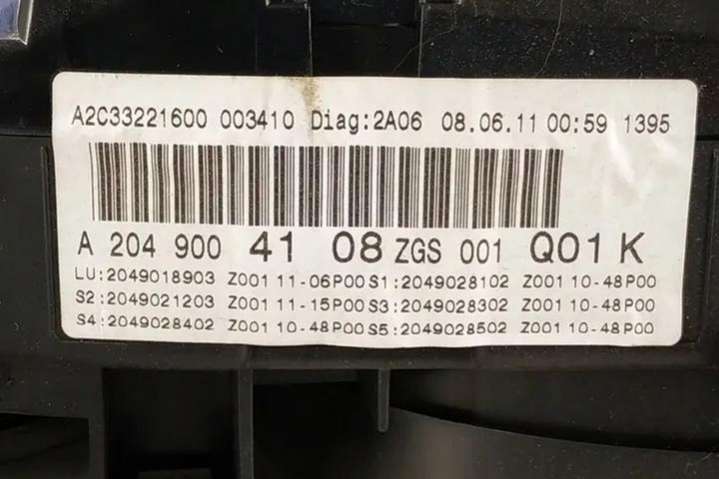 A2C33221600 003410 Diag:2A06 08.06.11 00:59 1395
A 204 900 41 08 ZGS 001 Q01 K
LU:2049018903 Z001 11-06P00 S1:2049028102 Z001 10-48P00
S2:2049021203 Z001 11-15P00 S3:2049028302 Z001 10-48P00
S4:2049028402 Z001 10-48P00 S5:2049028502 Z001 10-48P00